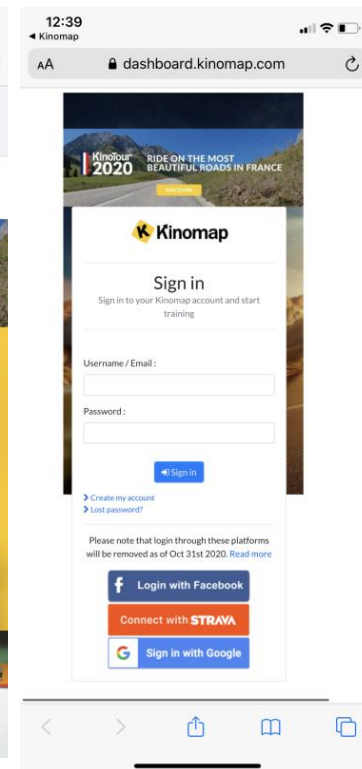 12:39
◀ Kinomap
AA dashboard.kinomap.com
KinoTour
2020
RIDE ON THE MOST
BEAUTIFUL ROADS IN FRANCE
DISCOVER
K Kinomap
Sign in
Sign in to your Kinomap account and start
training
Username / Email :
Password :
Sign in
Create my account
Lost password?
Please note that login through these platforms
will be removed as of Oct 31st 2020. Read more
f Login with Facebook
Connect with STRAVA
G Sign in with Google